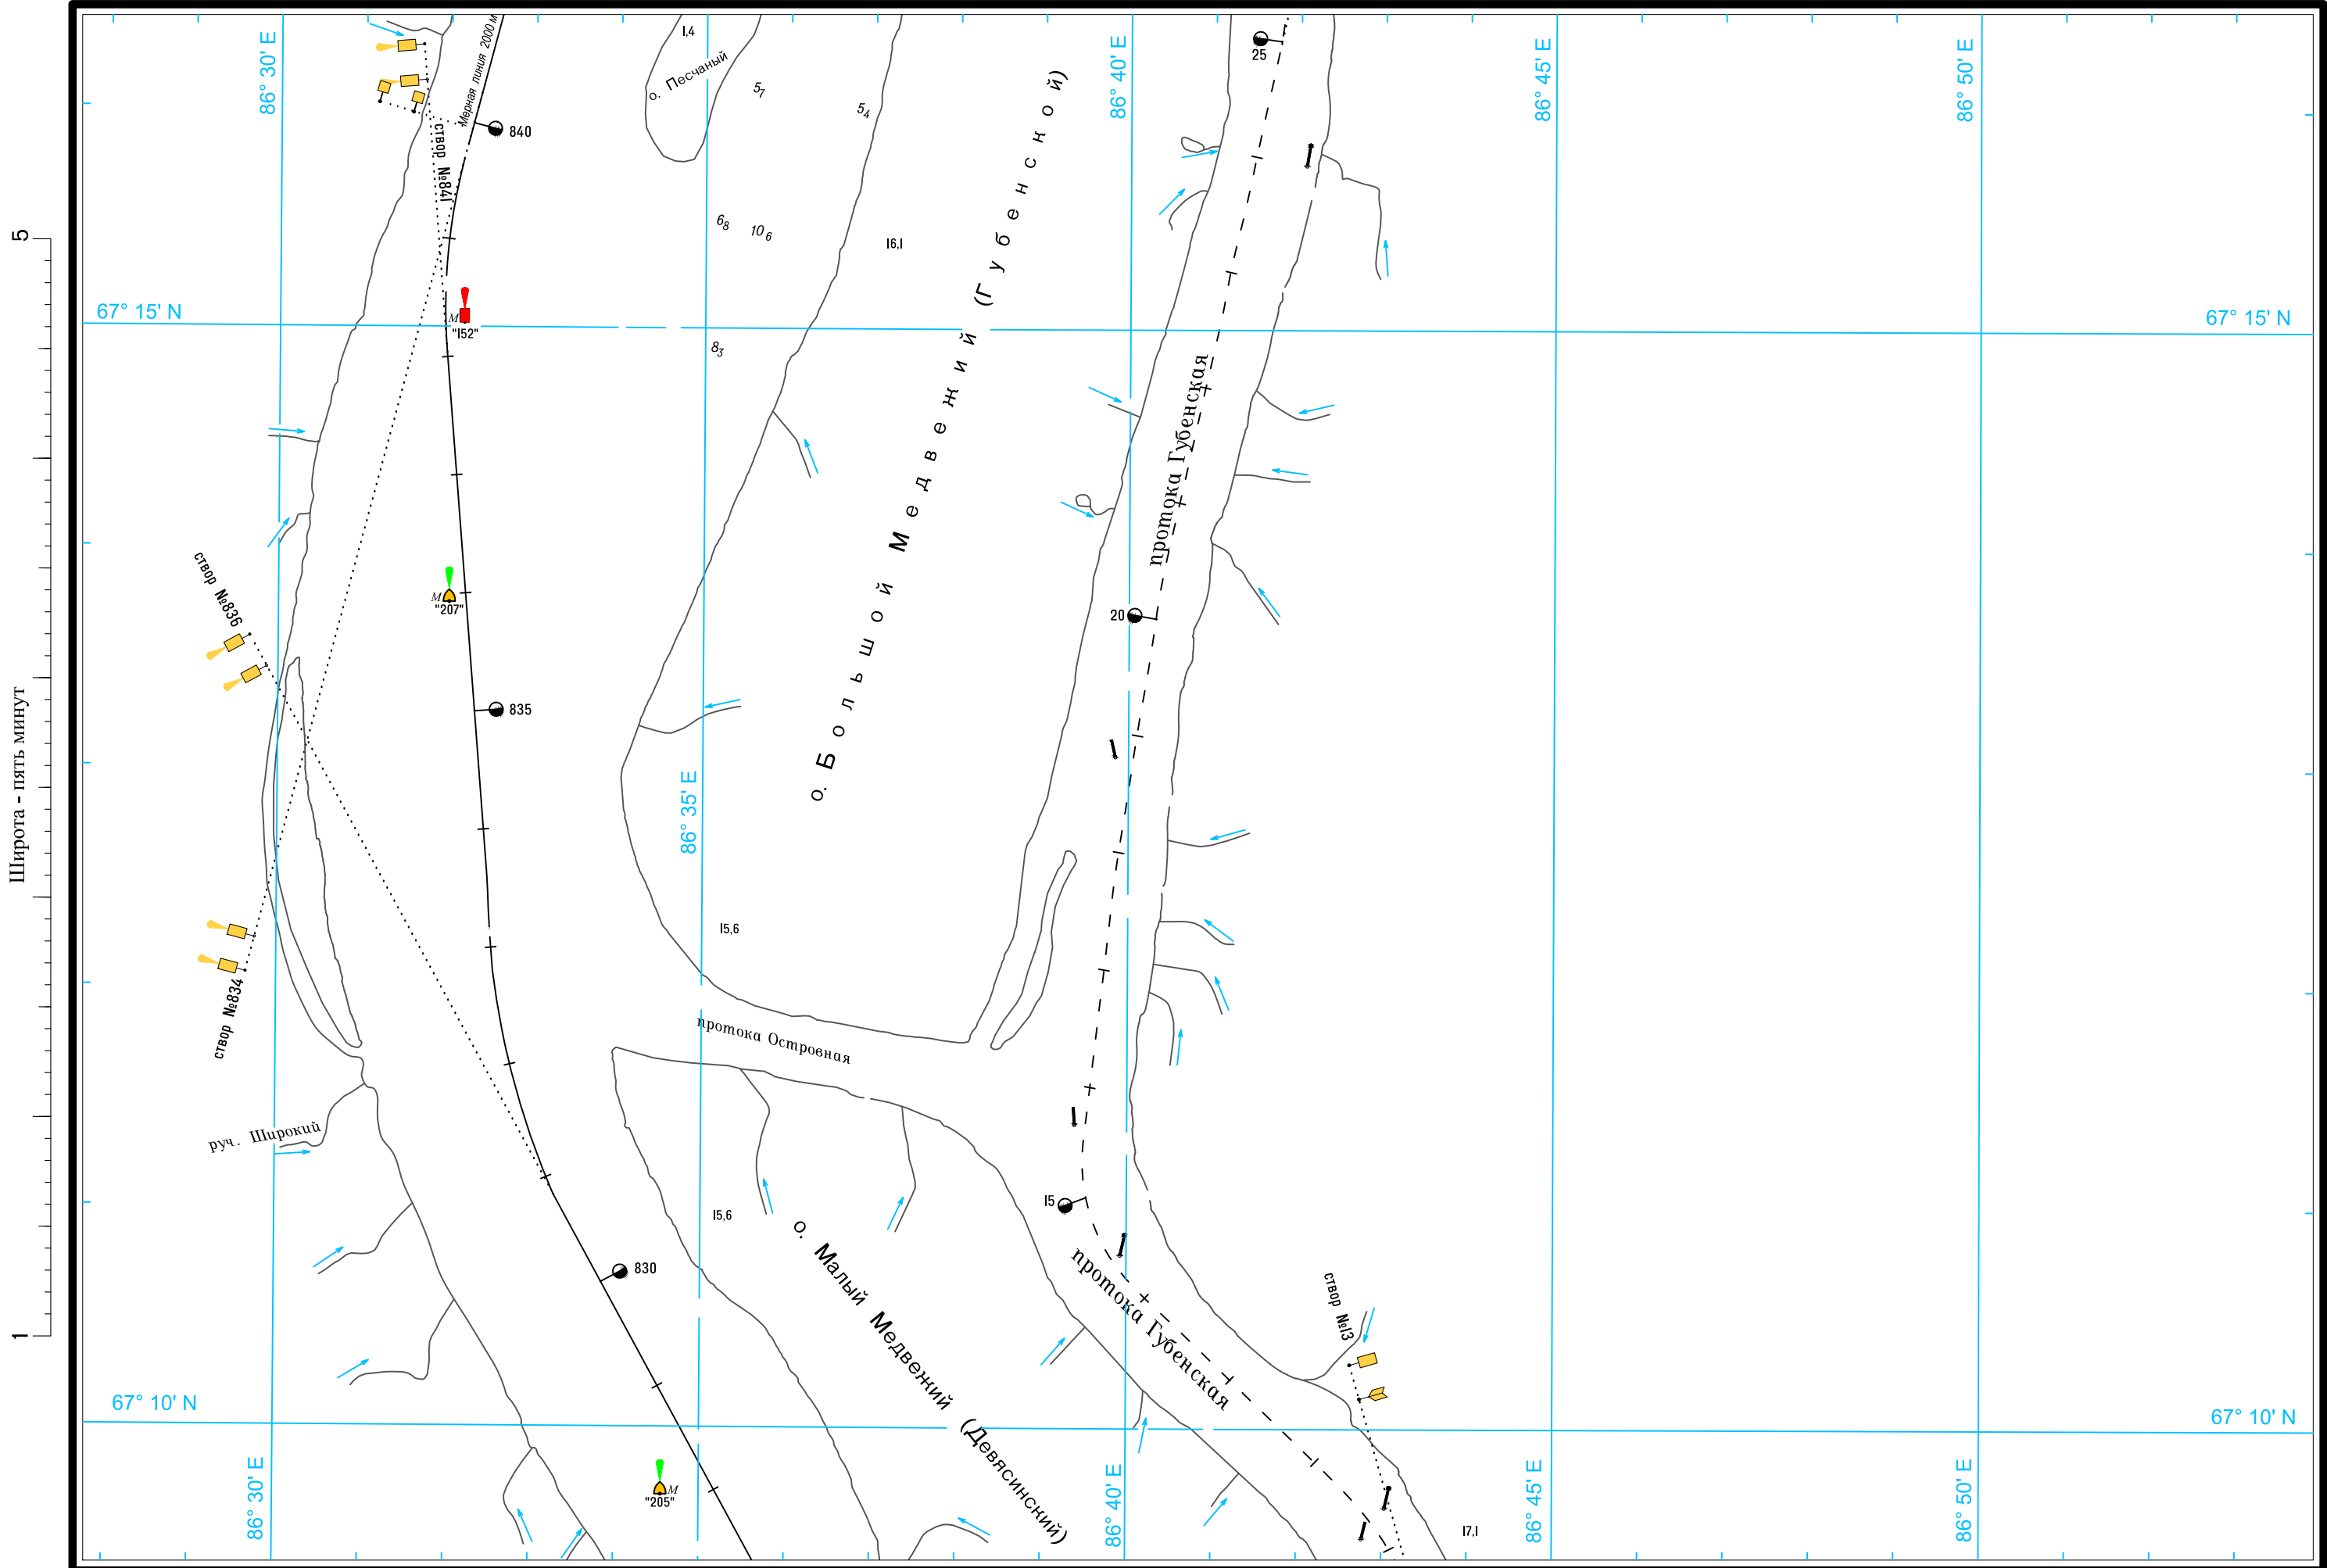 86° 30' E
Мерная линия 2000 м
1,4
о. Песчаный
5₇
5₄
86° 40' E
25
86° 45' E
86° 50' E
840
створ №841
6₈
10₆
16,1
5
67° 15' N
67° 15' N
М
"152"
8₃
о. Большой Медвежий (Губенской)
протока Губенская
створ №836
М
"207"
20
835
Широта - пять минут
86° 35' E
15,6
створ №834
протока Островная
руч. Широкий
15
15,6
830
о. Малый Медвежий (Девясинский)
протока Губенская
створ №13
1
67° 10' N
67° 10' N
86° 30' E
М
"205"
86° 40' E
86° 45' E
86° 50' E
17,1